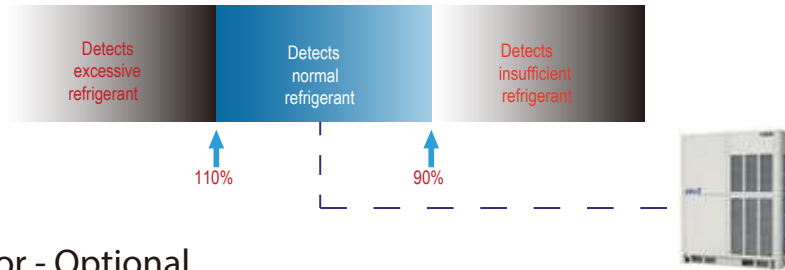 Detects
excessive
refrigerant
Detects
normal
refrigerant
Detects
insufficient
refrigerant
110%
90%
or - Optional